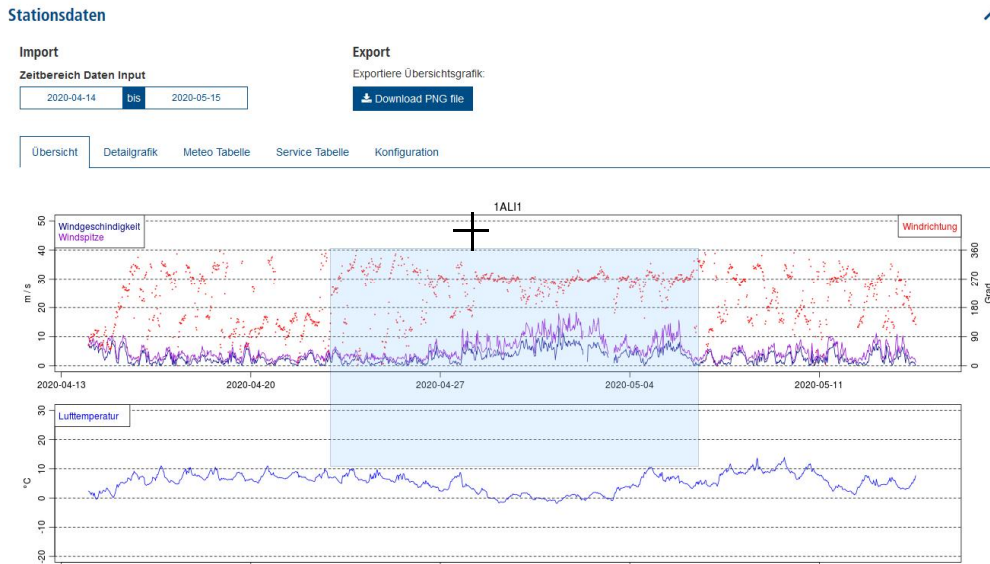 Stationsdaten
Import
Export
Zeitbereich Daten Input
Exportiere Übersichtsgrafik:
2020-04-14 bis 2020-05-15
Download PNG file
Übersicht Detailgrafik Meteo Tabelle Service Tabelle Konfiguration
1ALI1
Windgeschindigkeit
Windspitze
Windrichtung
m / s
0 10 20 30 40 50
Grad
0 90 180 270 360
2020-04-13 2020-04-20 2020-04-27 2020-05-04 2020-05-11
Lufttemperatur
°C
-20 -10 0 10 20 30